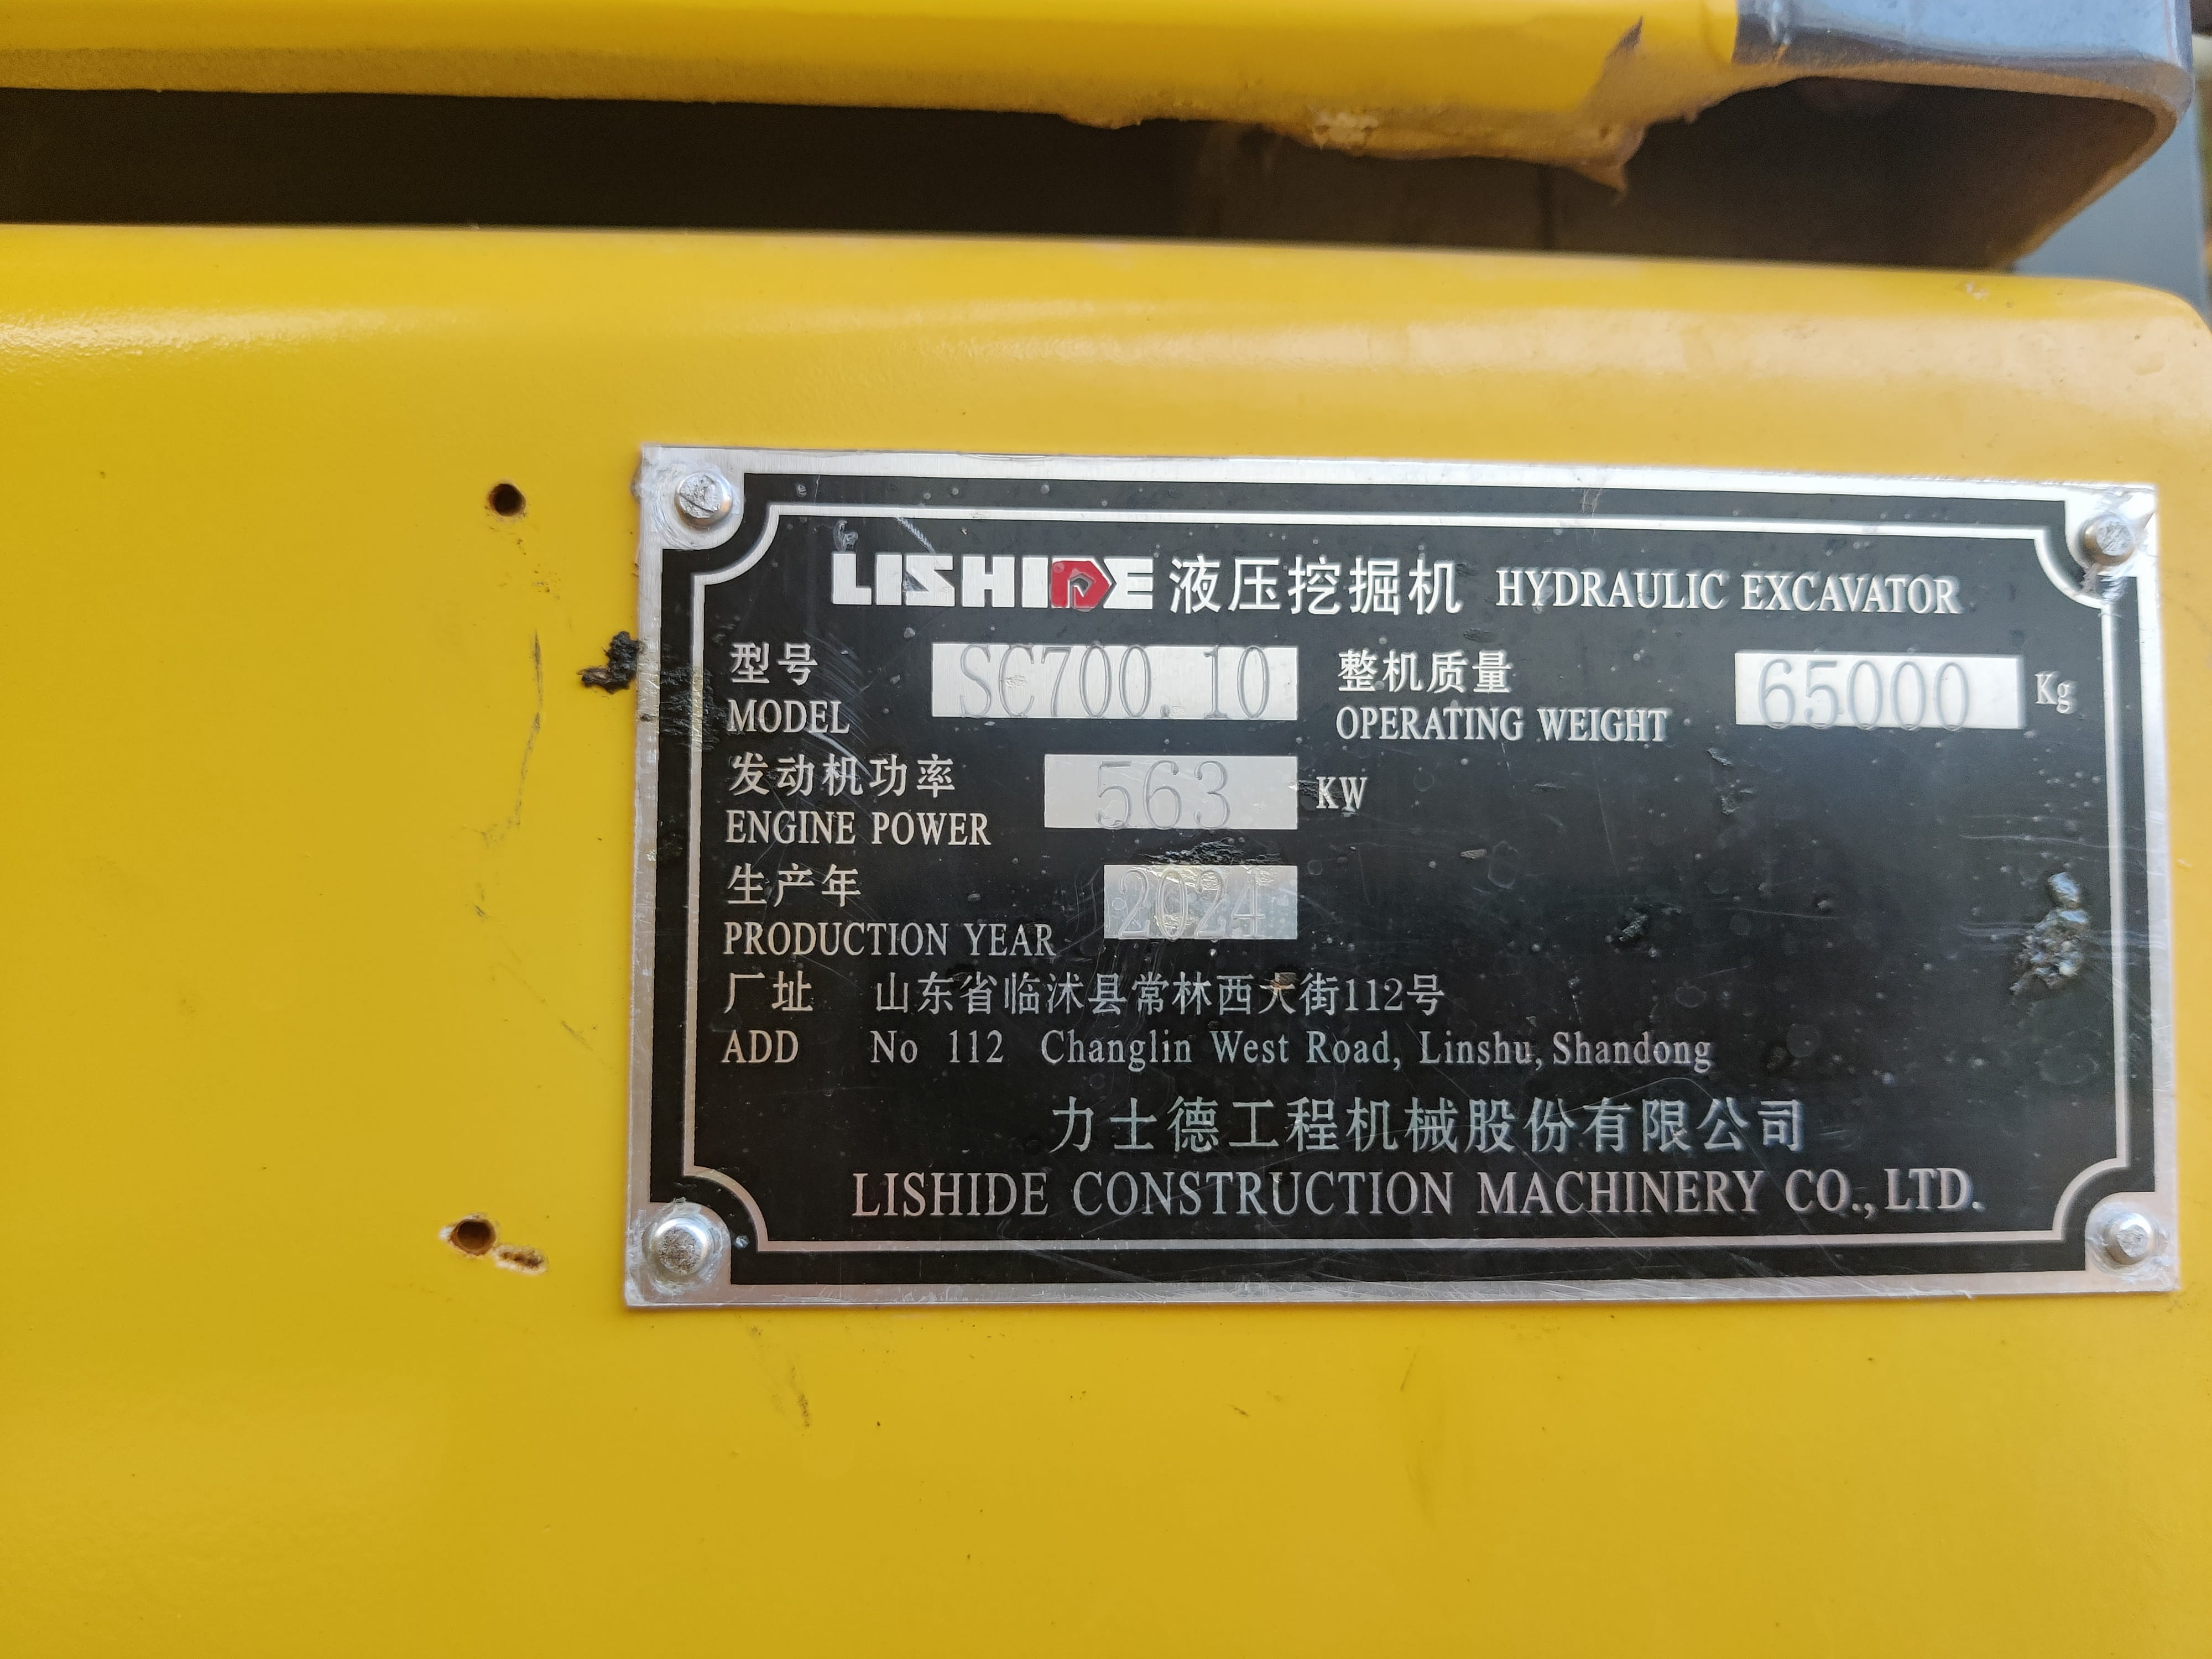 LISHIDE 液压挖掘机 HYDRAULIC EXCAVATOR
型号 SC700.10 整机质量 65000 Kg
MODEL OPERATING WEIGHT
发动机功率 563 KW
ENGINE POWER
生产年 2024
PRODUCTION YEAR
厂址 山东省临沭县常林西大街112号
ADD No 112 Changlin West Road, Linshu, Shandong
力士德工程机械股份有限公司
LISHIDE CONSTRUCTION MACHINERY CO., LTD.